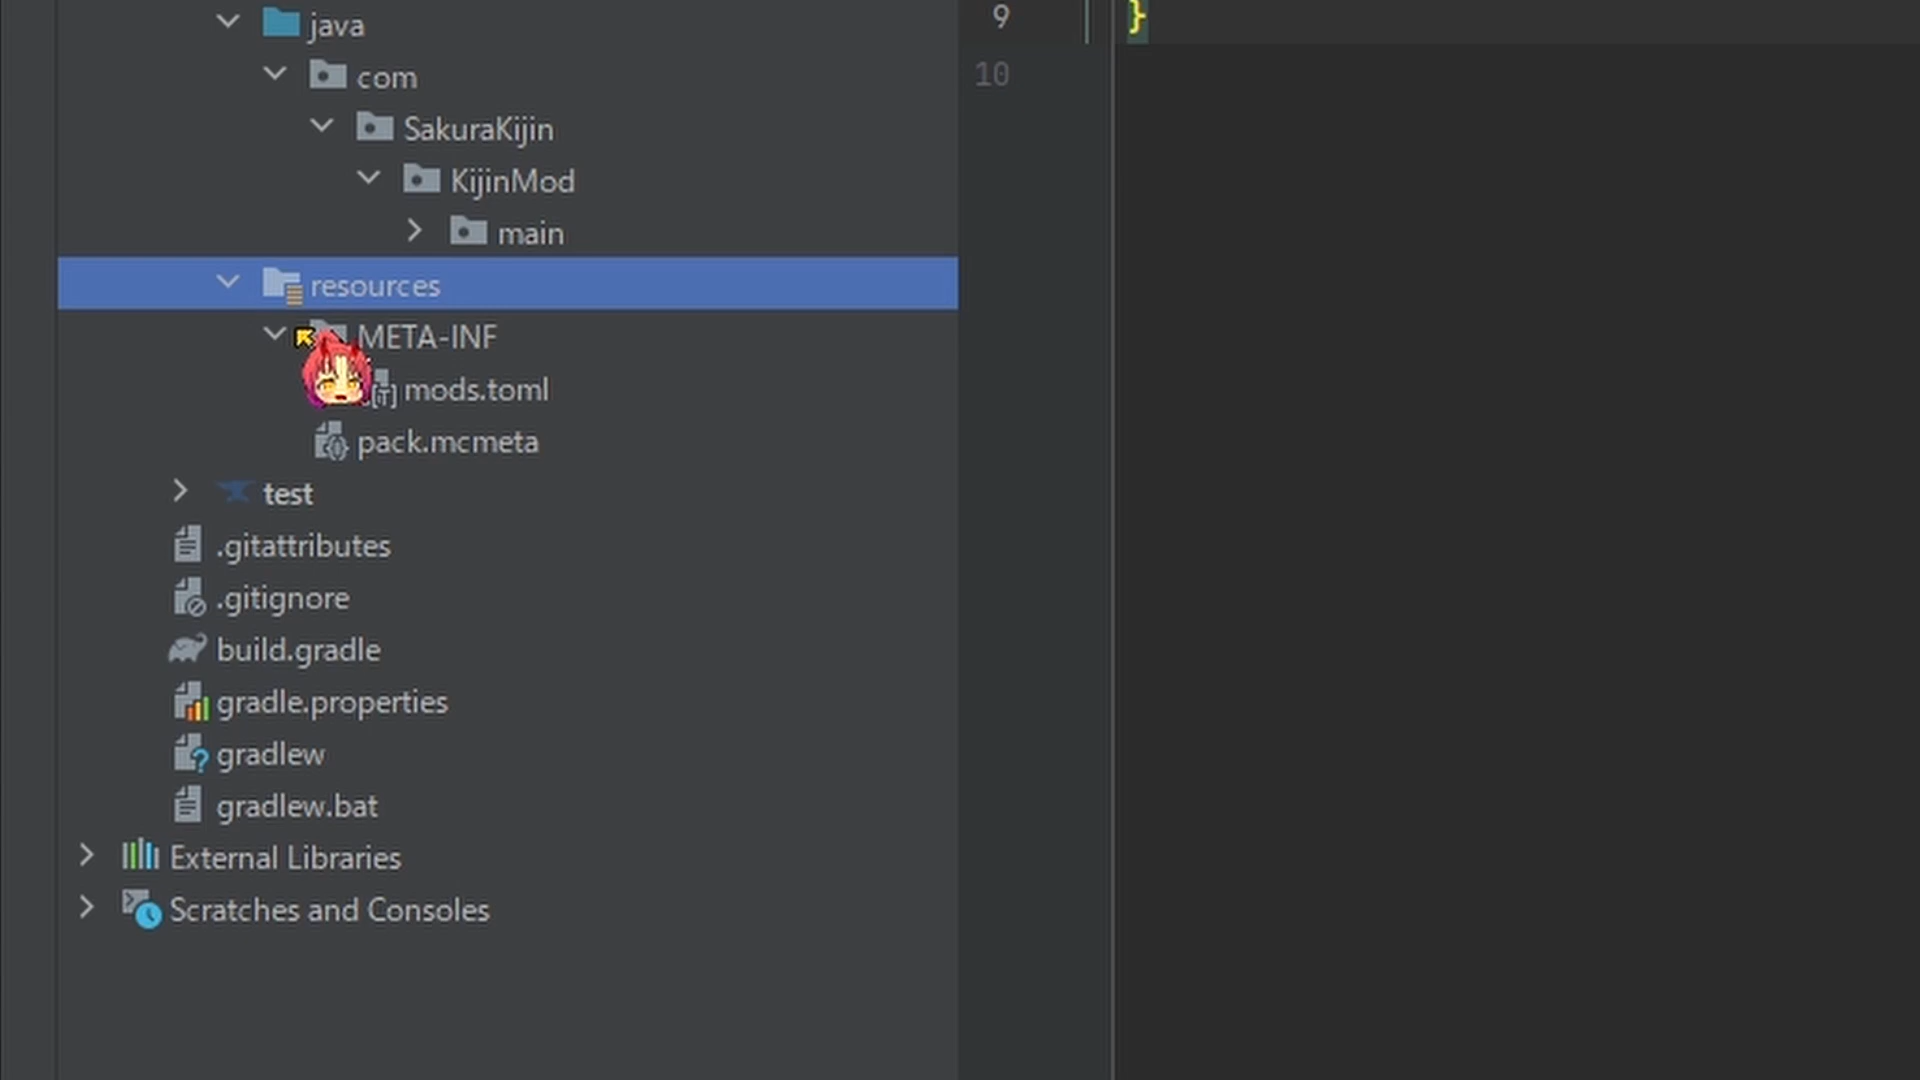 java
9
}
com
10
SakuraKijin
KijinMod
main
resources
META-INF
mods.toml
pack.mcmeta
test
.gitattributes
.gitignore
build.gradle
gradle.properties
gradlew
gradlew.bat
External Libraries
Scratches and Consoles